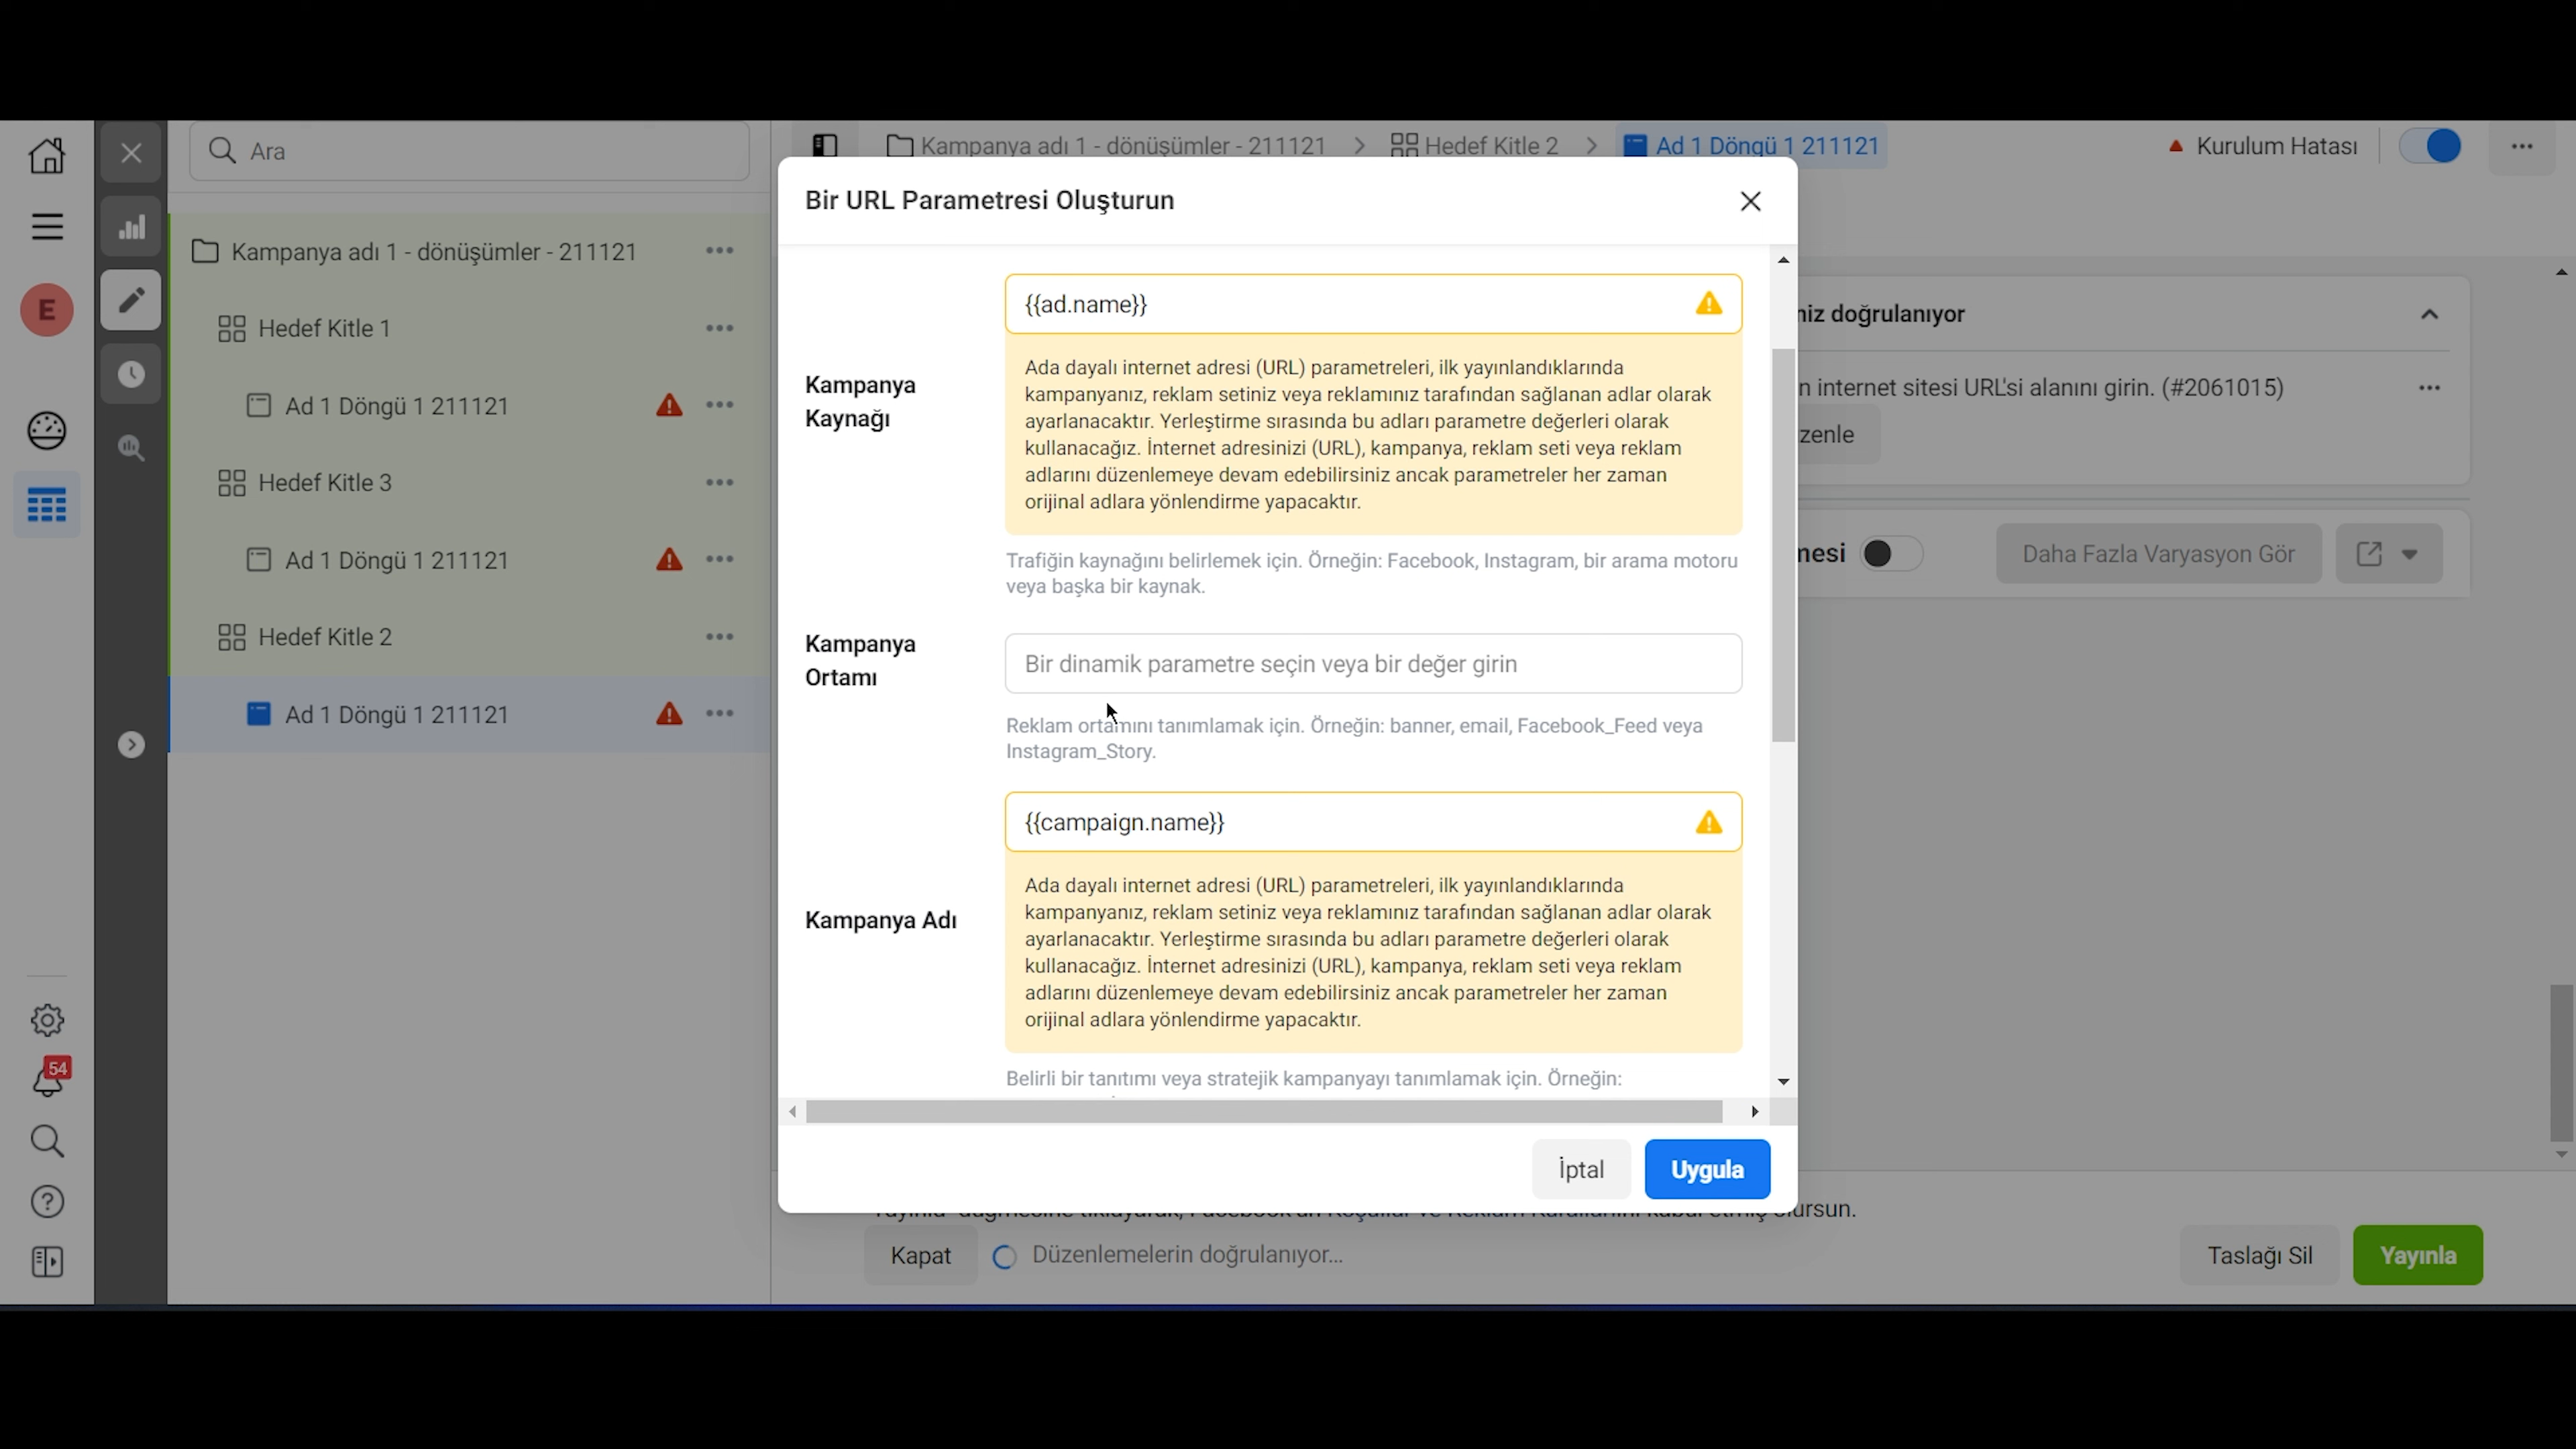 Ara
Kampanya adı 1 - dönüşümler - 211121
Hedef Kitle 1
Ad 1 Döngü 1 211121
Hedef Kitle 3
Ad 1 Döngü 1 211121
Hedef Kitle 2
Ad 1 Döngü 1 211121
E
54
Kampanya adı 1 - dönüşümler - 211121
Hedef Kitle 2
Ad 1 Döngü 1 211121
Kurulum Hatası
Bir URL Parametresi Oluşturun
Kampanya
Kaynağı
{{ad.name}}
Ada dayalı internet adresi (URL) parametreleri, ilk yayınlandıklarında
kampanyanız, reklam setiniz veya reklamınız tarafından sağlanan adlar olarak
ayarlanacaktır. Yerleştirme sırasında bu adları parametre değerleri olarak
kullanacağız. İnternet adresinizi (URL), kampanya, reklam seti veya reklam
adlarını düzenlemeye devam edebilirsiniz ancak parametreler her zaman
orijinal adlara yönlendirme yapacaktır.
Trafiğin kaynağını belirlemek için. Örneğin: Facebook, Instagram, bir arama motoru
veya başka bir kaynak.
Kampanya
Ortamı
Bir dinamik parametre seçin veya bir değer girin
Reklam ortamını tanımlamak için. Örneğin: banner, email, Facebook_Feed veya
Instagram_Story.
Kampanya Adı
{{campaign.name}}
Ada dayalı internet adresi (URL) parametreleri, ilk yayınlandıklarında
kampanyanız, reklam setiniz veya reklamınız tarafından sağlanan adlar olarak
ayarlanacaktır. Yerleştirme sırasında bu adları parametre değerleri olarak
kullanacağız. İnternet adresinizi (URL), kampanya, reklam seti veya reklam
adlarını düzenlemeye devam edebilirsiniz ancak parametreler her zaman
orijinal adlara yönlendirme yapacaktır.
Belirli bir tanıtımı veya stratejik kampanyayı tanımlamak için. Örneğin:
İptal
Uygula
niz doğrulanıyor
n internet sitesi URL'si alanını girin. (#2061015)
zenle
mesi
Daha Fazla Varyasyon Gör
ursun.
Kapat
Düzenlemelerin doğrulanıyor...
Taslağı Sil
Yayınla